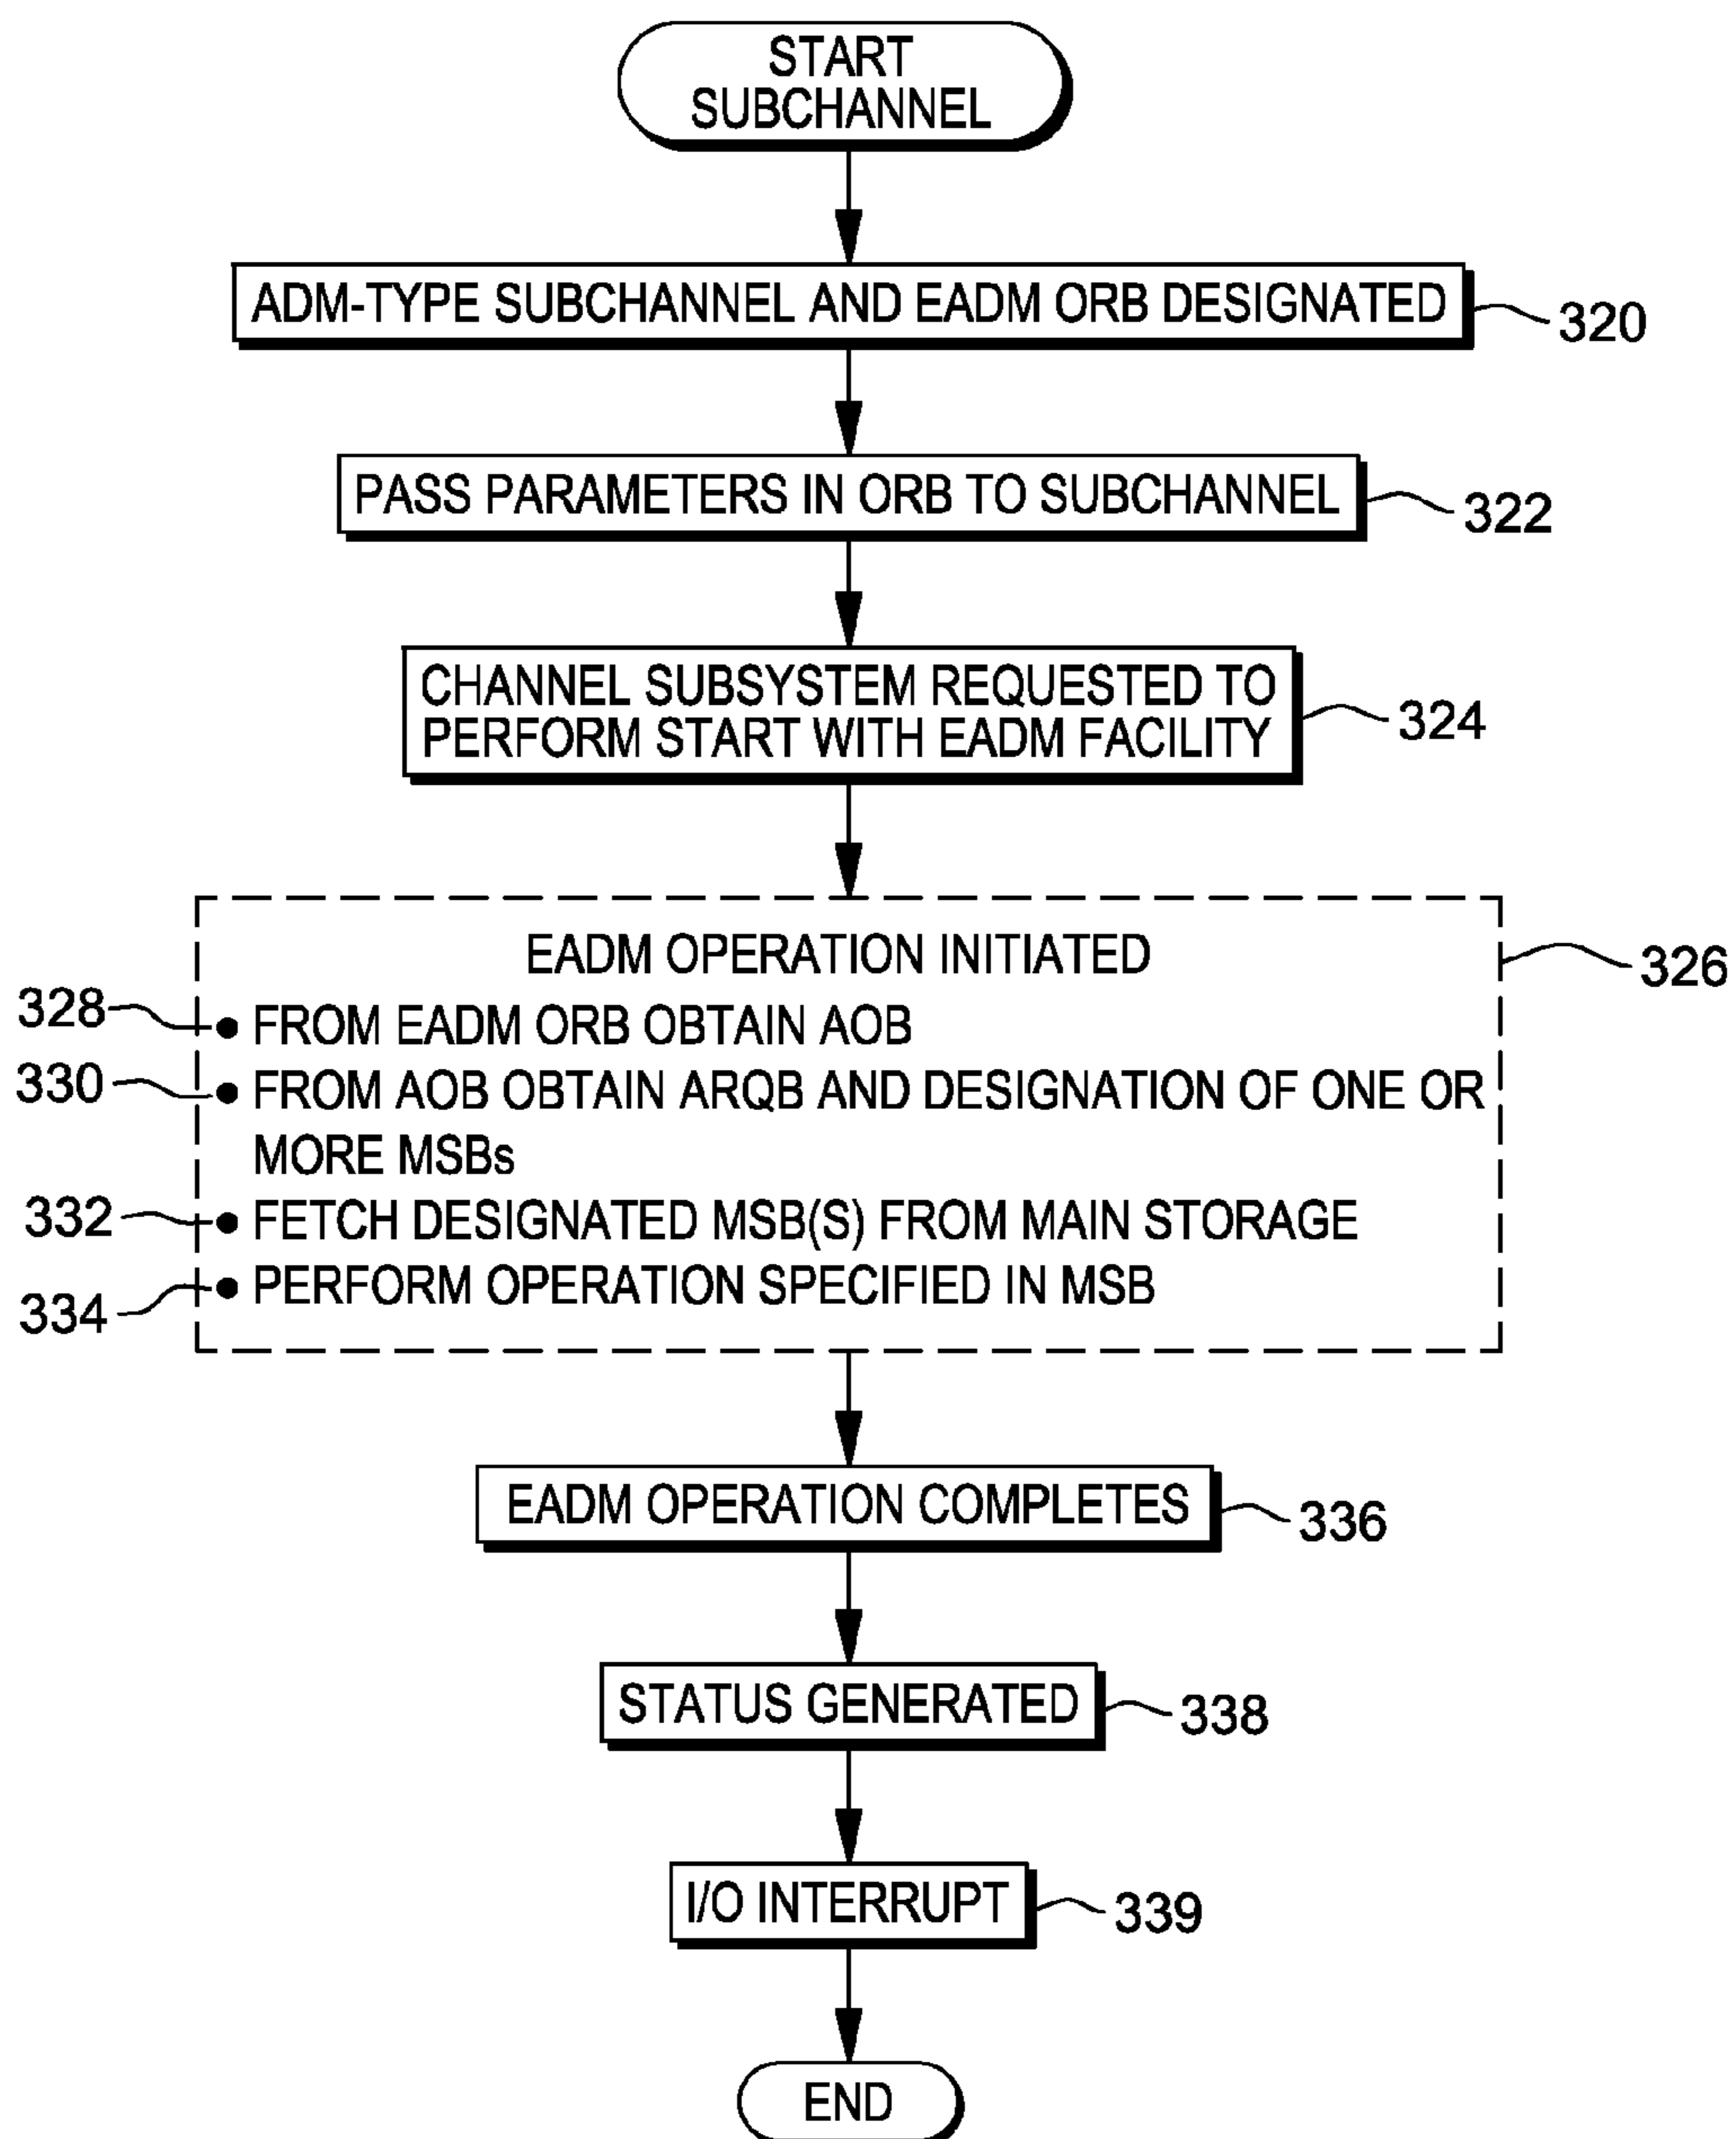 START
SUBCHANNEL
ADM-TYPE SUBCHANNEL AND EADM ORB DESIGNATED
320
PASS PARAMETERS IN ORB TO SUBCHANNEL
322
CHANNEL SUBSYSTEM REQUESTED TO
PERFORM START WITH EADM FACILITY
324
EADM OPERATION INITIATED
326
328
● FROM EADM ORB OBTAIN AOB
330
● FROM AOB OBTAIN ARQB AND DESIGNATION OF ONE OR
MORE MSBs
332
● FETCH DESIGNATED MSB(S) FROM MAIN STORAGE
334
● PERFORM OPERATION SPECIFIED IN MSB
EADM OPERATION COMPLETES
336
STATUS GENERATED
338
I/O INTERRUPT
339
END